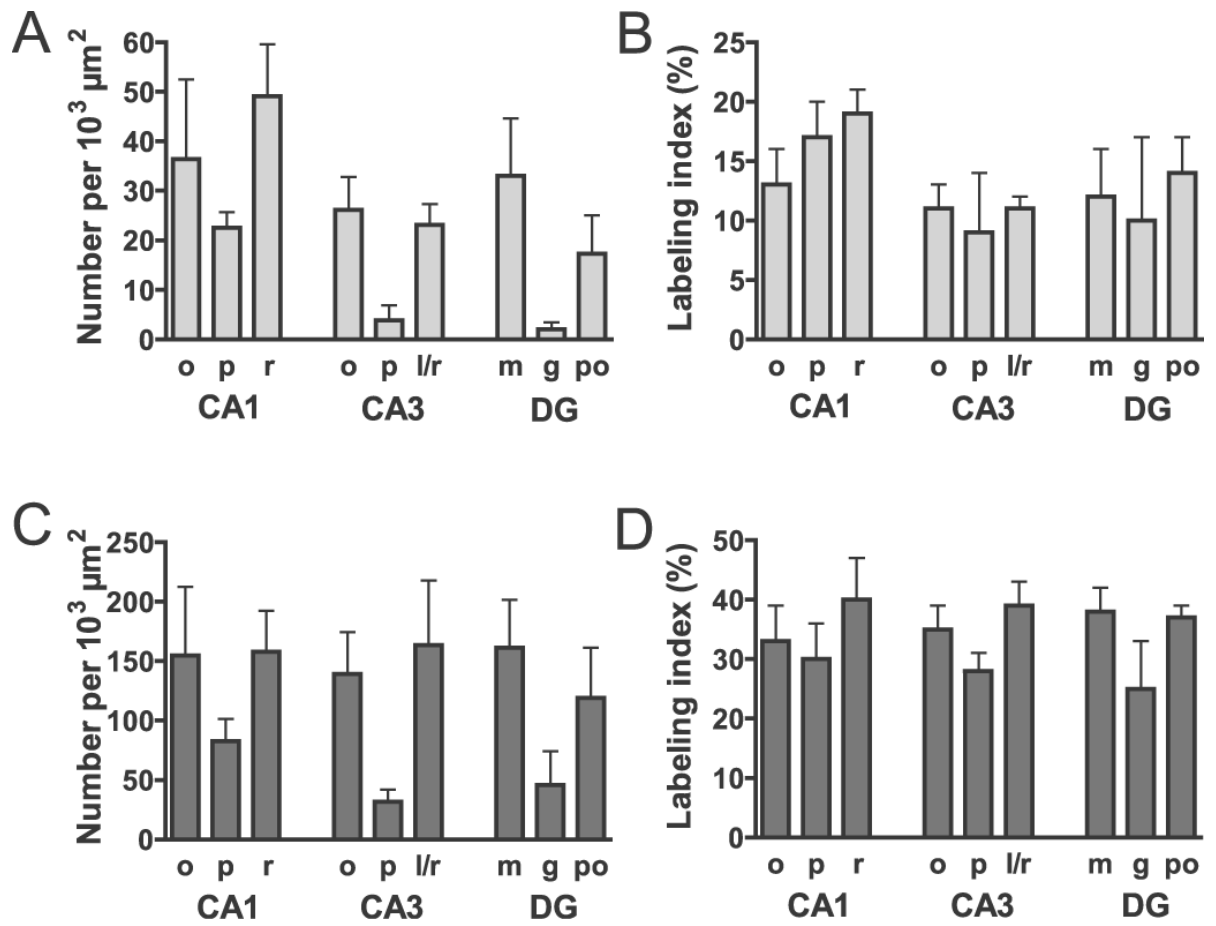 A
Number per 10³ µm²
60
50
40
30
20
10
0
o p r o p l/r m g po
CA1 CA3 DG
B
Labeling index (%)
25
20
15
10
5
0
o p r o p l/r m g po
CA1 CA3 DG
C
Number per 10³ µm²
250
200
150
100
50
0
o p r o p l/r m g po
CA1 CA3 DG
D
Labeling index (%)
50
40
30
20
10
0
o p r o p l/r m g po
CA1 CA3 DG